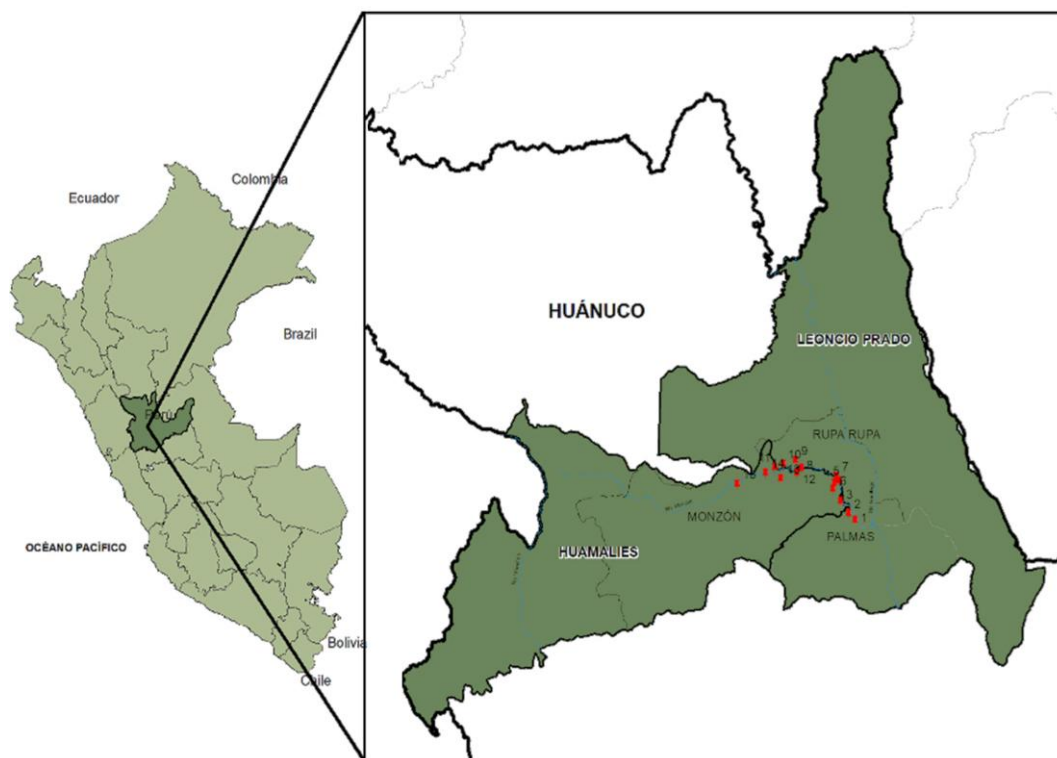 Colombia
Ecuador
Brazil
Perú
OCÉANO PACÍFICO
Bolivia
Chile
HUÁNUCO
LEONCIO PRADO
RUPA RUPA
10
9
8
7
5
6
12
3
2
1
MONZÓN
PALMAS
HUAMALIES